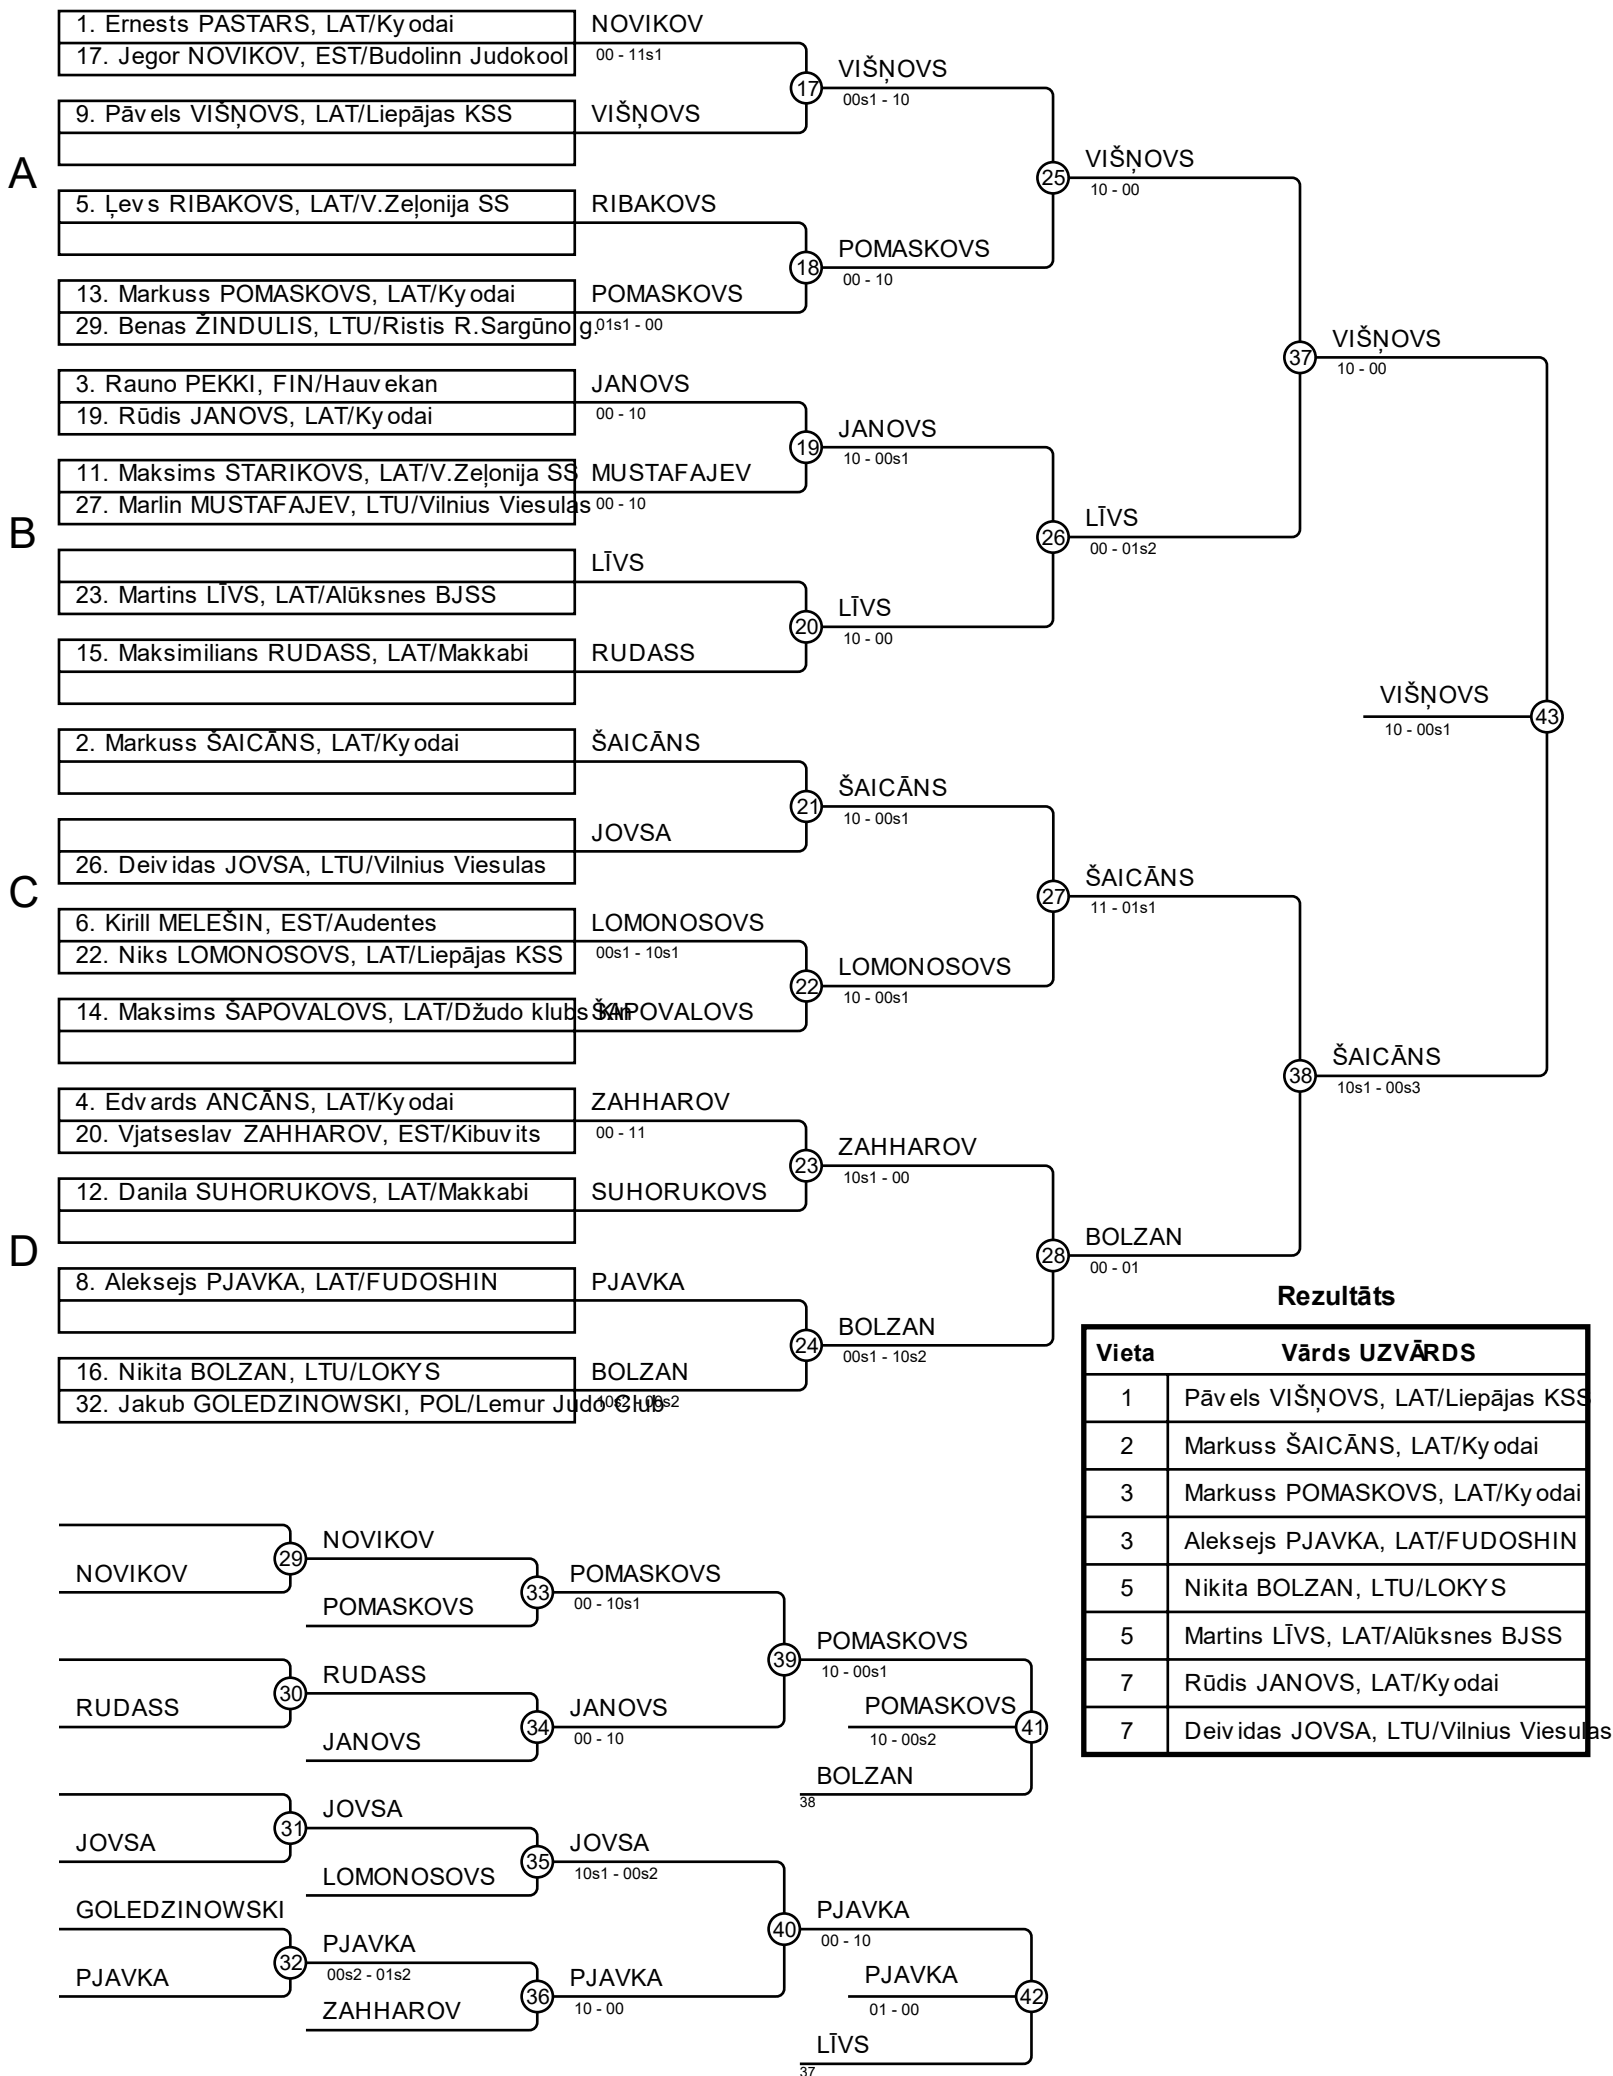 1. Ernests PASTARS, LAT/Kyodai
NOVIKOV
17. Jegor NOVIKOV, EST/Budolinn Judokool
00 - 11s1
17
VIŠŅOVS
00s1 - 10
9. Pāvels VIŠŅOVS, LAT/Liepājas KSS
VIŠŅOVS
A
25
VIŠŅOVS
10 - 00
5. Ļevs RIBAKOVS, LAT/V.Zeļonija SS
RIBAKOVS
18
POMASKOVS
00 - 10
13. Markuss POMASKOVS, LAT/Kyodai
POMASKOVS
29. Benas ŽINDULIS, LTU/Ristis R.Sargūno g.
01s1 - 00
37
VIŠŅOVS
10 - 00
3. Rauno PEKKI, FIN/Hauvekan
JANOVS
19. Rūdis JANOVS, LAT/Kyodai
00 - 10
19
JANOVS
10 - 00s1
11. Maksims STARIKOVS, LAT/V.Zeļonija SS
MUSTAFAJEV
27. Marlin MUSTAFAJEV, LTU/Vilnius Viesulas
00 - 10
B
26
LĪVS
00 - 01s2
LĪVS
23. Martins LĪVS, LAT/Alūksnes BJSS
20
LĪVS
10 - 00
15. Maksimilians RUDASS, LAT/Makkabi
RUDASS
VIŠŅOVS
43
10 - 00s1
2. Markuss ŠAICĀNS, LAT/Kyodai
ŠAICĀNS
21
ŠAICĀNS
10 - 00s1
JOVSA
26. Deividas JOVSA, LTU/Vilnius Viesulas
C
27
ŠAICĀNS
11 - 01s1
6. Kirill MELEŠIN, EST/Audentes
LOMONOSOVS
22. Niks LOMONOSOVS, LAT/Liepājas KSS
00s1 - 10s1
22
LOMONOSOVS
10 - 00s1
14. Maksims ŠAPOVALOVS, LAT/Džudo klubs Kin
ŠAPOVALOVS
38
ŠAICĀNS
10s1 - 00s3
4. Edvards ANCĀNS, LAT/Kyodai
ZAHHAROV
20. Vjatseslav ZAHHAROV, EST/Kibuvits
00 - 11
23
ZAHHAROV
10s1 - 00
12. Danila SUHORUKOVS, LAT/Makkabi
SUHORUKOVS
D
28
BOLZAN
00 - 01
8. Aleksejs PJAVKA, LAT/FUDOSHIN
PJAVKA
24
BOLZAN
00s1 - 10s2
16. Nikita BOLZAN, LTU/LOKYS
BOLZAN
32. Jakub GOLEDZINOWSKI, POL/Lemur Judo Club
10s2 - 00s2
Rezultāts
Vieta Vārds UZVĀRDS
1 Pāvels VIŠŅOVS, LAT/Liepājas KSS
2 Markuss ŠAICĀNS, LAT/Kyodai
3 Markuss POMASKOVS, LAT/Kyodai
3 Aleksejs PJAVKA, LAT/FUDOSHIN
5 Nikita BOLZAN, LTU/LOKYS
5 Martins LĪVS, LAT/Alūksnes BJSS
7 Rūdis JANOVS, LAT/Kyodai
7 Deividas JOVSA, LTU/Vilnius Viesulas
NOVIKOV
29
NOVIKOV
POMASKOVS
33
POMASKOVS
00 - 10s1
RUDASS
30
RUDASS
JANOVS
34
JANOVS
00 - 10
39
POMASKOVS
10 - 00s1
POMASKOVS
41
10 - 00s2
BOLZAN
38
JOVSA
31
JOVSA
LOMONOSOVS
35
JOVSA
10s1 - 00s2
GOLEDZINOWSKI
PJAVKA
32
PJAVKA
00s2 - 01s2
ZAHHAROV
36
PJAVKA
10 - 00
40
PJAVKA
00 - 10
PJAVKA
42
01 - 00
LĪVS
37